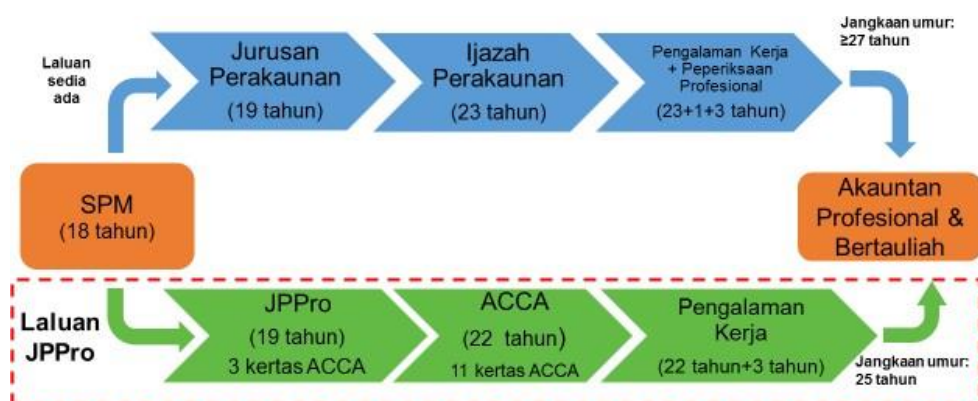 Laluan
sedia
ada
Jurusan
Perakaunan
(19 tahun)
Ijazah
Perakaunan
(23 tahun)
Pengalaman Kerja
+ Peperiksaan
Profesional
(23+1+3 tahun)
Jangkaan umur:
≥27 tahun
SPM
(18 tahun)
Akauntan
Profesional &
Bertauliah
Laluan
JPPro
JPPro
(19 tahun)
3 kertas ACCA
ACCA
(22 tahun)
11 kertas ACCA
Pengalaman
Kerja
(22 tahun+3 tahun)
Jangkaan umur:
25 tahun